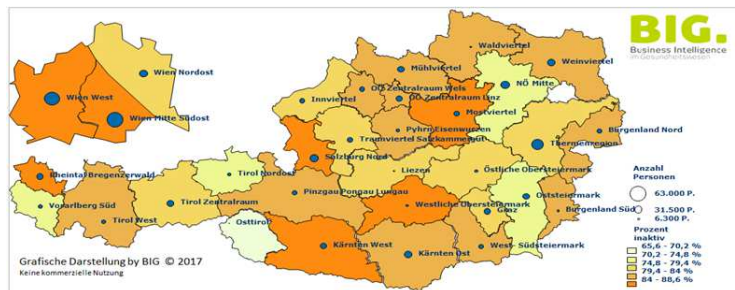 BIG.
Business Intelligence
im Gesundheitswesen
Waldviertel
Weinviertel
Mühlviertel
Wien Nordost
OÖ Zentralraum Wels
NÖ Mitte
Wien West
Innviertel
OÖ Zentralraum Linz
Mostviertel
Wien Mitte Südost
Pyhrn-Eisenwurzen
Burgenland Nord
Traunviertel Salzkammergut
Thermenregion
Salzburg Nord
Rheintal Bregenzerwald
Tirol Nordost
Liezen
Östliche Obersteiermark
Anzahl
Personen
Pinzgau Pongau Lungau
63.000 P.
Vorarlberg Süd
Tirol Zentralraum
Westliche Obersteiermark
Oststeiermark
31.500 P.
Tirol West
Graz
Burgenland Süd
6.300 P.
Osttirol
Prozent
inaktiv
Kärnten West
Kärnten Ost
West- Südsteiermark
65,6 - 70,2 %
70,2 - 74,8 %
74,8 - 79,4 %
79,4 - 84 %
84 - 88,6 %
Grafische Darstellung by BIG © 2017
Keine kommerzielle Nutzung